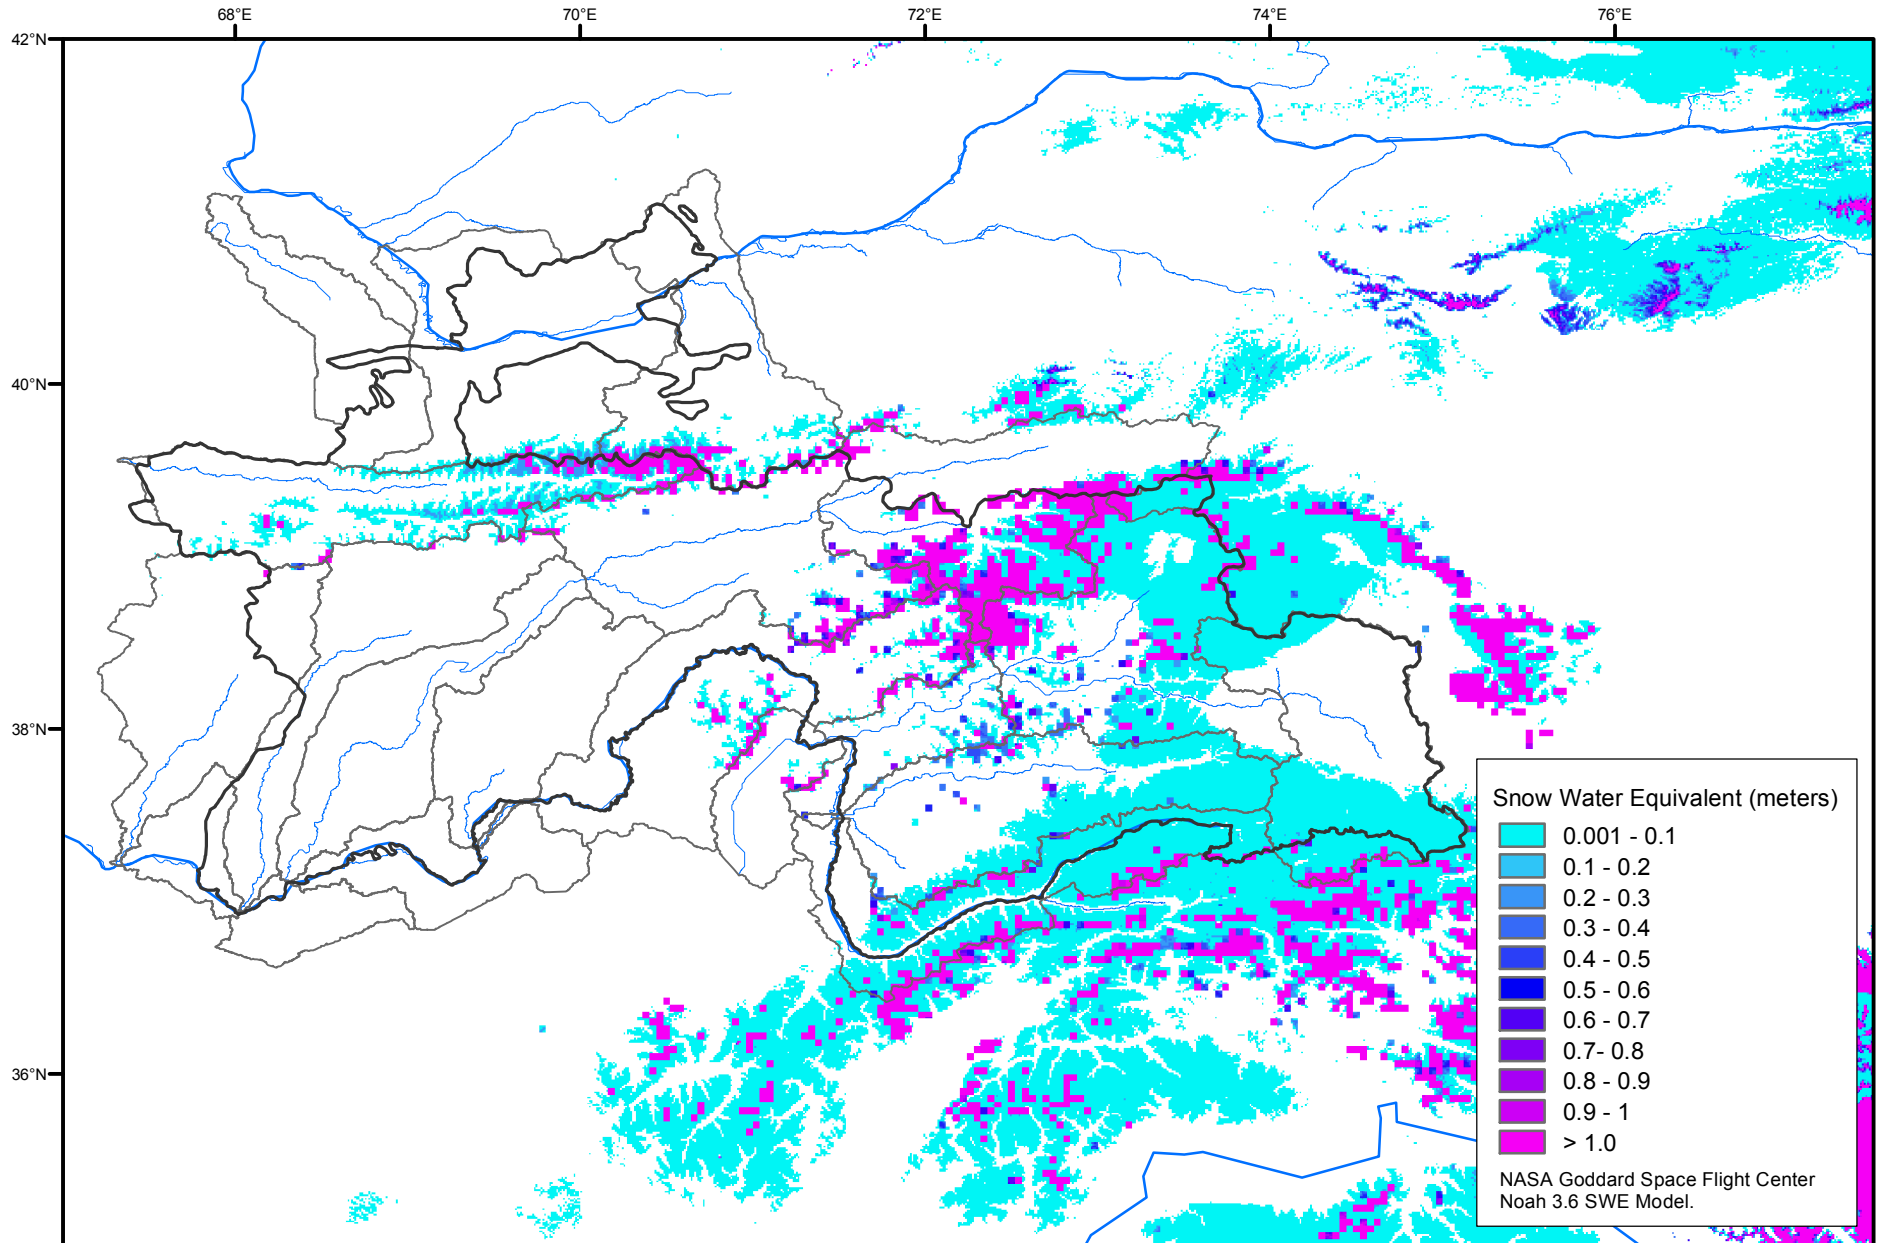 68°E 70°E 72°E 74°E 76°E
42°N
40°N
38°N
36°N
Snow Water Equivalent (meters)
0.001 - 0.1
0.1 - 0.2
0.2 - 0.3
0.3 - 0.4
0.4 - 0.5
0.5 - 0.6
0.6 - 0.7
0.7- 0.8
0.8 - 0.9
0.9 - 1
> 1.0
NASA Goddard Space Flight Center
Noah 3.6 SWE Model.